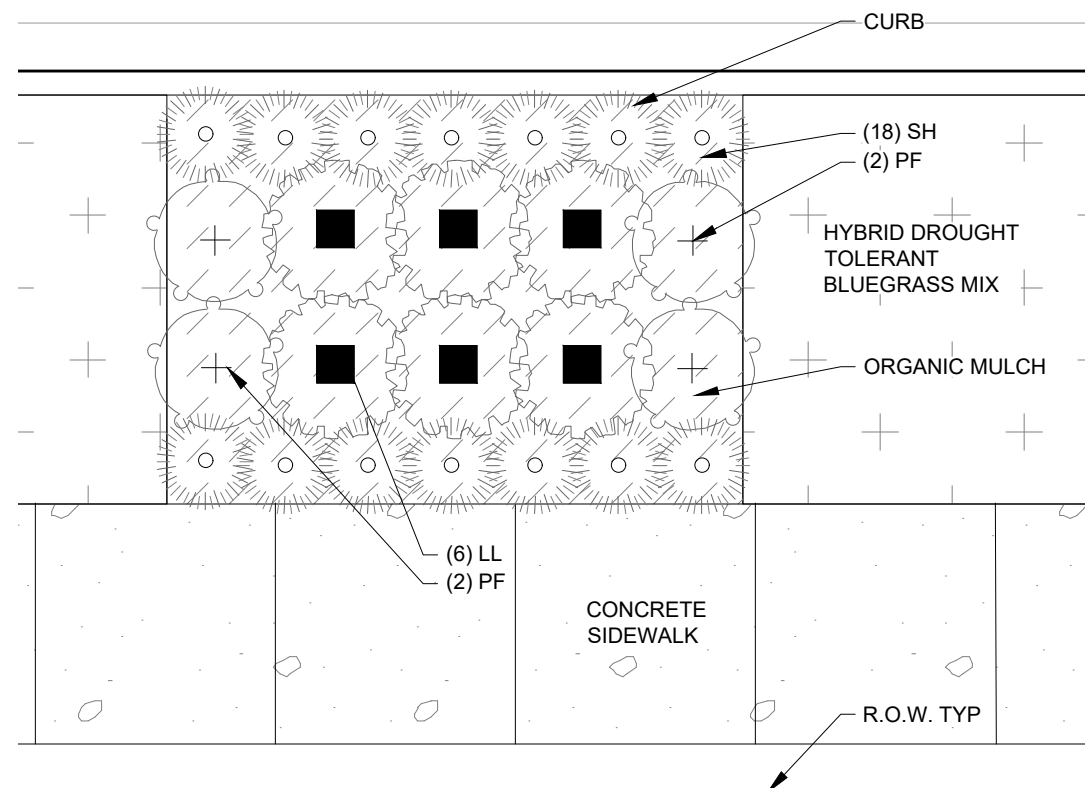 CURB
(18) SH
(2) PF
HYBRID DROUGHT
TOLERANT
BLUEGRASS MIX
ORGANIC MULCH
(6) LL
(2) PF
CONCRETE
SIDEWALK
R.O.W. TYP